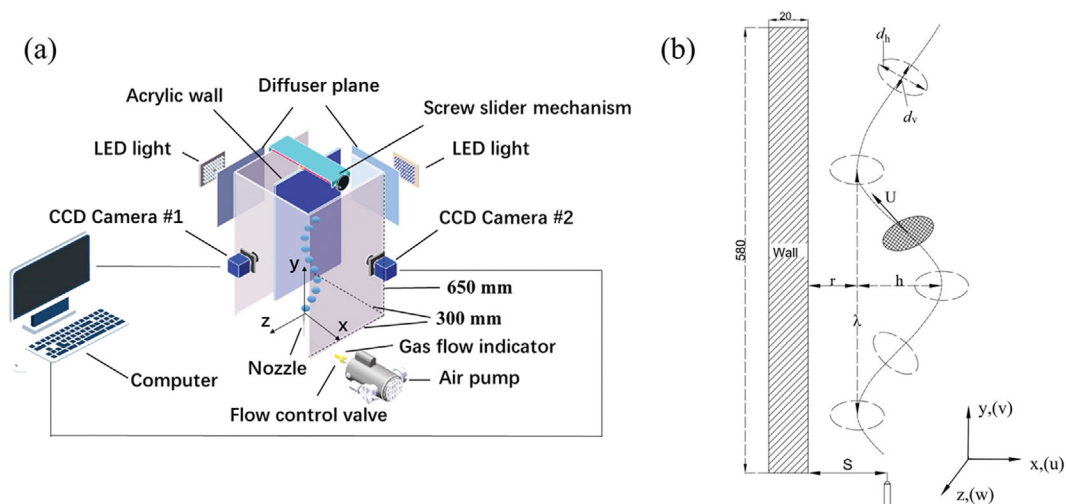 (a)
Diffuser plane
Acrylic wall
Screw slider mechanism
LED light
LED light
CCD Camera #1
CCD Camera #2
y
650 mm
z
x
300 mm
Nozzle
Gas flow indicator
Computer
Air pump
Flow control valve
(b)
20
dh
dv
U
580
Wall
r
h
λ
S
y,(v)
x,(u)
z,(w)